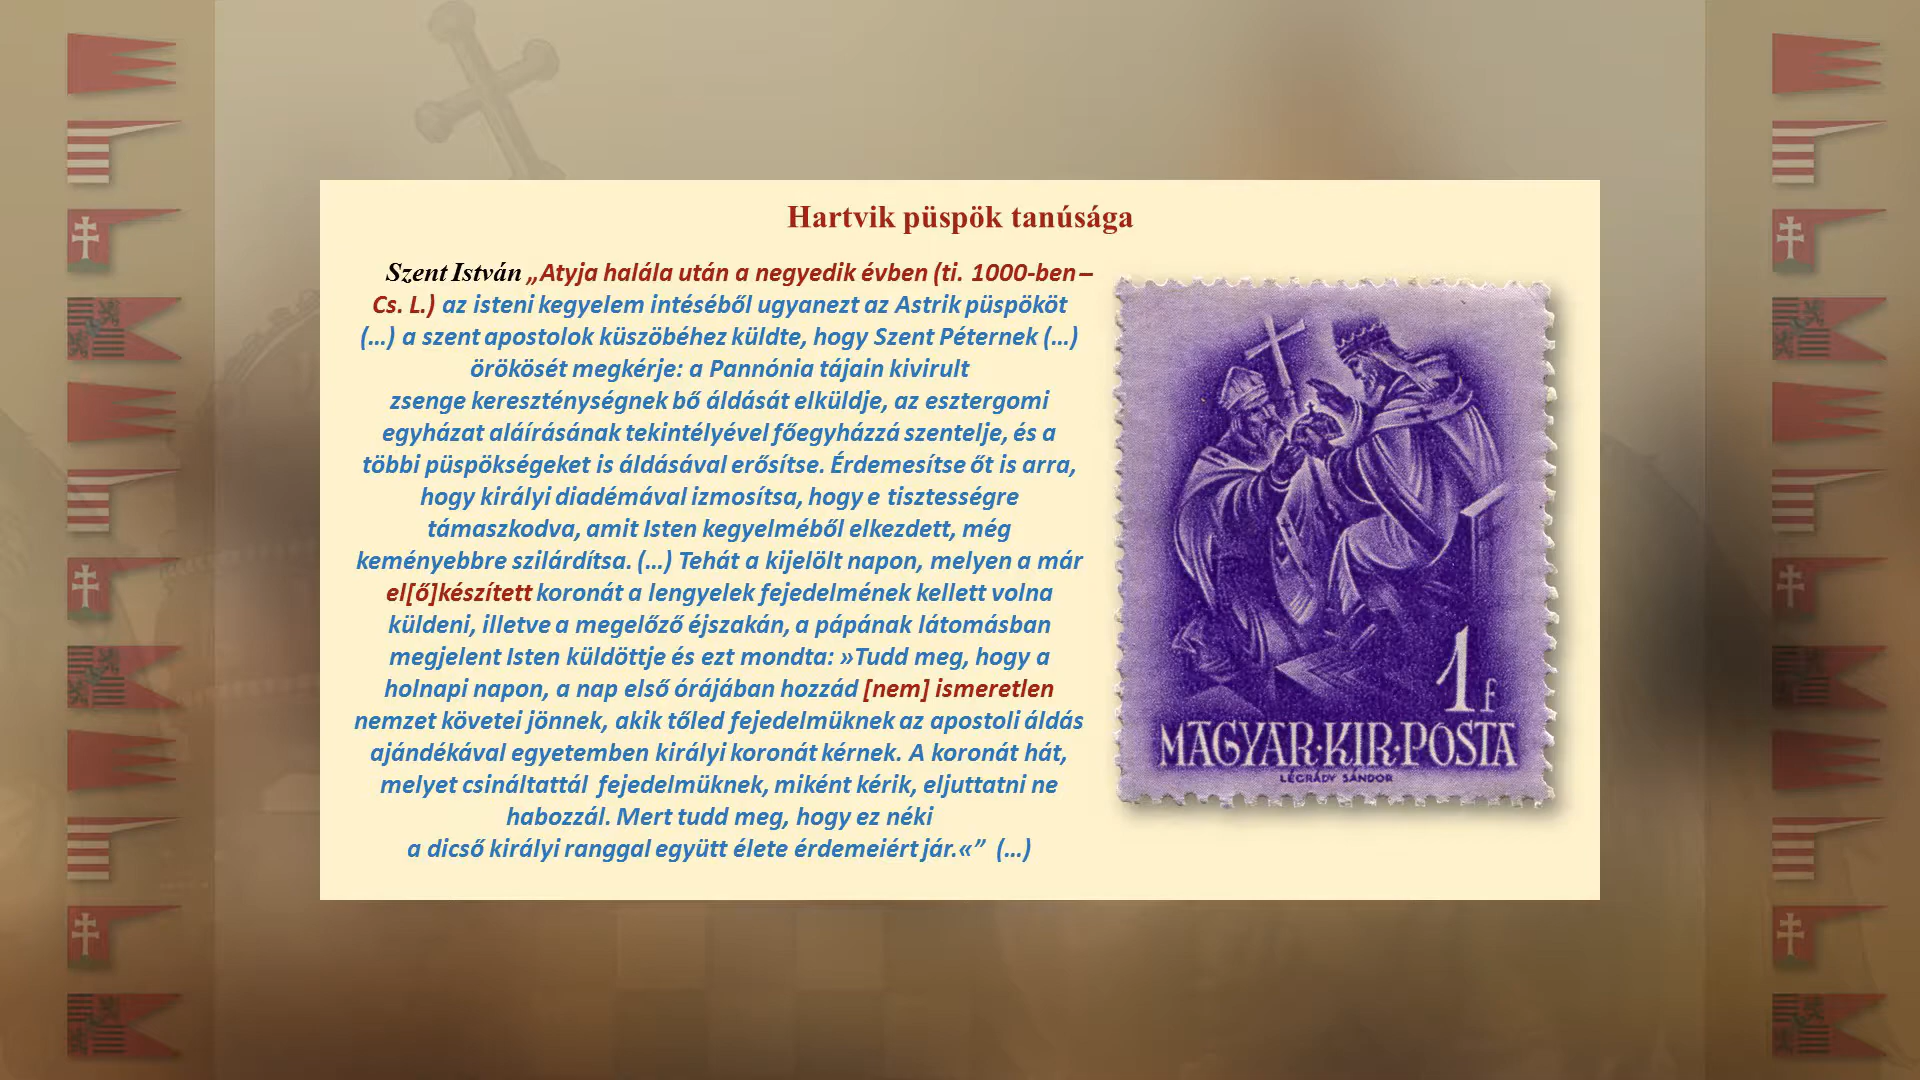 Hartvik püspök tanúsága
Szent István „Atyja halála után a negyedik évben (ti. 1000-ben –
Cs. L.) az isteni kegyelem intéséből ugyanezt az Astrik püspököt
(...) a szent apostolok küszöbéhez küldte, hogy Szent Péternek (...)
örökösét megkérje: a Pannónia tájain kivirult
zsenge kereszténységnek bő áldását elküldje, az esztergomi
egyházat aláírásának tekintélyével főegyházzá szentelje, és a
többi püspökségeket is áldásával erősítse. Érdemesítse őt is arra,
hogy királyi diadémával izmosítsa, hogy e tisztességre
támaszkodva, amit Isten kegyelméből elkezdett, még
keményebbre szilárdítsa. (...) Tehát a kijelölt napon, melyen a már
el[ő]készített koronát a lengyelek fejedelmének kellett volna
küldeni, illetve a megelőző éjszakán, a pápának látomásban
megjelent Isten küldöttje és ezt mondta: »Tudd meg, hogy a
holnapi napon, a nap első órájában hozzád [nem] ismeretlen
nemzet követei jönnek, akik tőled fejedelmüknek az apostoli áldás
ajándékával egyetemben királyi koronát kérnek. A koronát hát,
melyet csináltattál fejedelmüknek, miként kérik, eljuttatni ne
habozzál. Mert tudd meg, hogy ez néki
a dicső királyi ranggal együtt élete érdemeiért jár.«” (...)
1f
MAGYAR·KIR·POSTA
LÉGRÁDY SÁNDOR